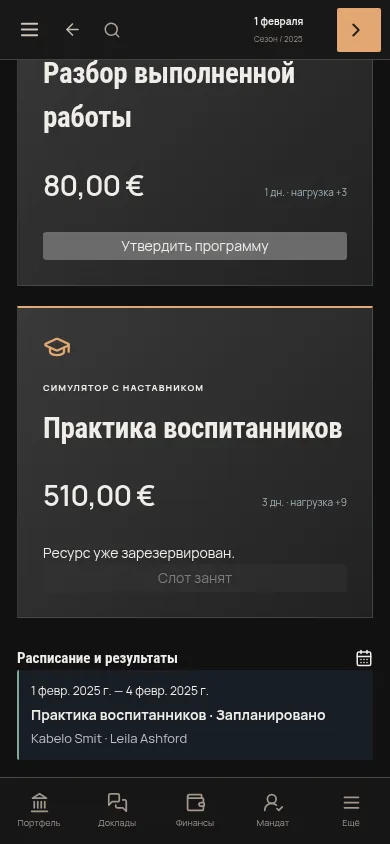 1 февраля
Сезон / 2025
Разбор выполненной
работы
80,00 €
1 дн. · нагрузка +3
Утвердить программу
СИМУЛЯТОР С НАСТАВНИКОМ
Практика воспитанников
510,00 €
3 дн. · нагрузка +9
Ресурс уже зарезервирован.
Слот занят
Расписание и результаты
1 февр. 2025 г. — 4 февр. 2025 г.
Практика воспитанников · Запланировано
Kabelo Smit · Leila Ashford
Портфель
Доклады
Финансы
Мандат
Ещё